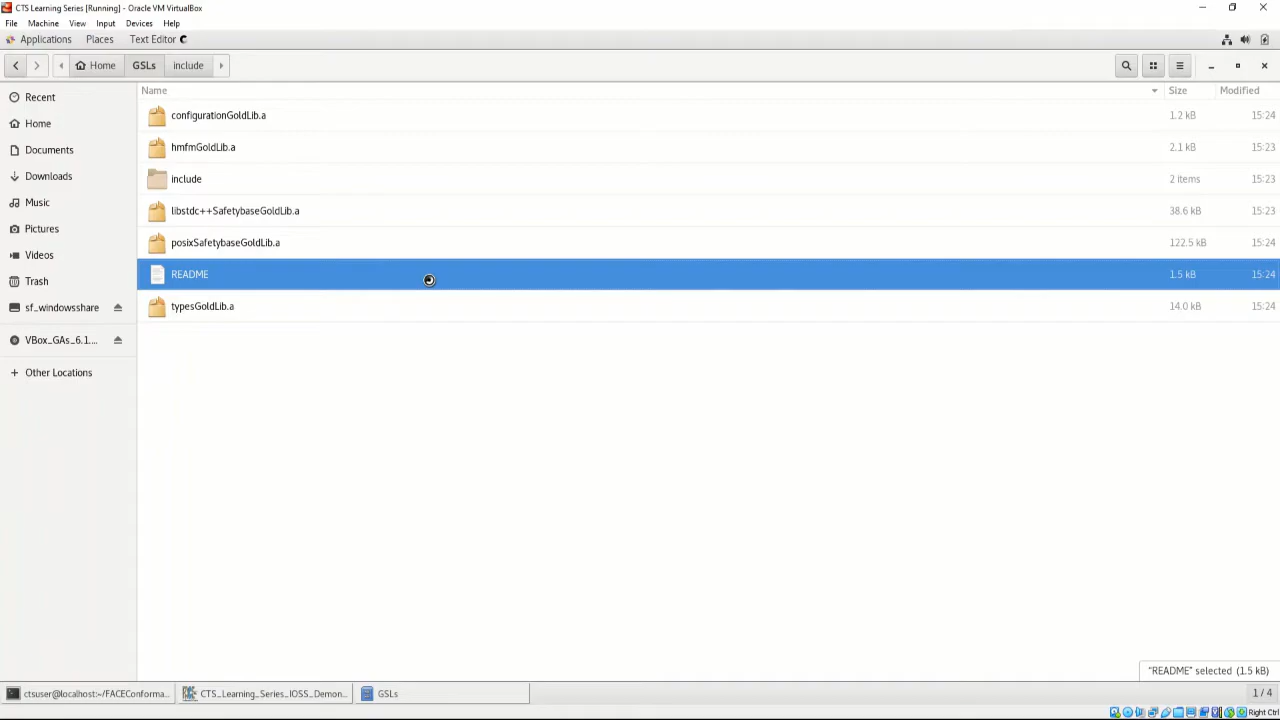 CTS Learning Series [Running] - Oracle VM VirtualBox
File Machine View Input Devices Help
Applications Places Text Editor
Home GSLs include
Name Size Modified
Recent
Home
Documents
Downloads
Music
Pictures
Videos
Trash
sf_windowsshare
VBox_GAs_6.1....
Other Locations
configurationGoldLib.a 1.2 kB 15:24
hmfmGoldLib.a 2.1 kB 15:23
include 2 items 15:23
libstdc++SafetybaseGoldLib.a 38.6 kB 15:23
posixSafetybaseGoldLib.a 122.5 kB 15:24
README 1.5 kB 15:24
typesGoldLib.a 14.0 kB 15:24
"README" selected (1.5 kB)
ctsuser@localhost:~/FACEConforma... CTS_Learning_Series_IOSS_Demon... GSLs 1 / 4
Right Ctrl